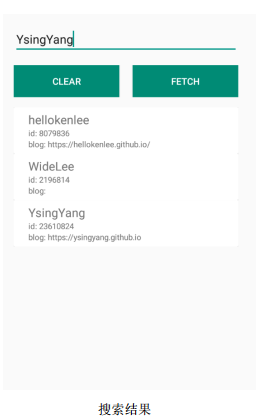 YsingYang
CLEAR FETCH
hellokenlee
id: 8079836
blog: https://hellokenlee.github.io/
WideLee
id: 2196814
blog:
YsingYang
id: 23610824
blog: https://ysingyang.github.io
搜索结果